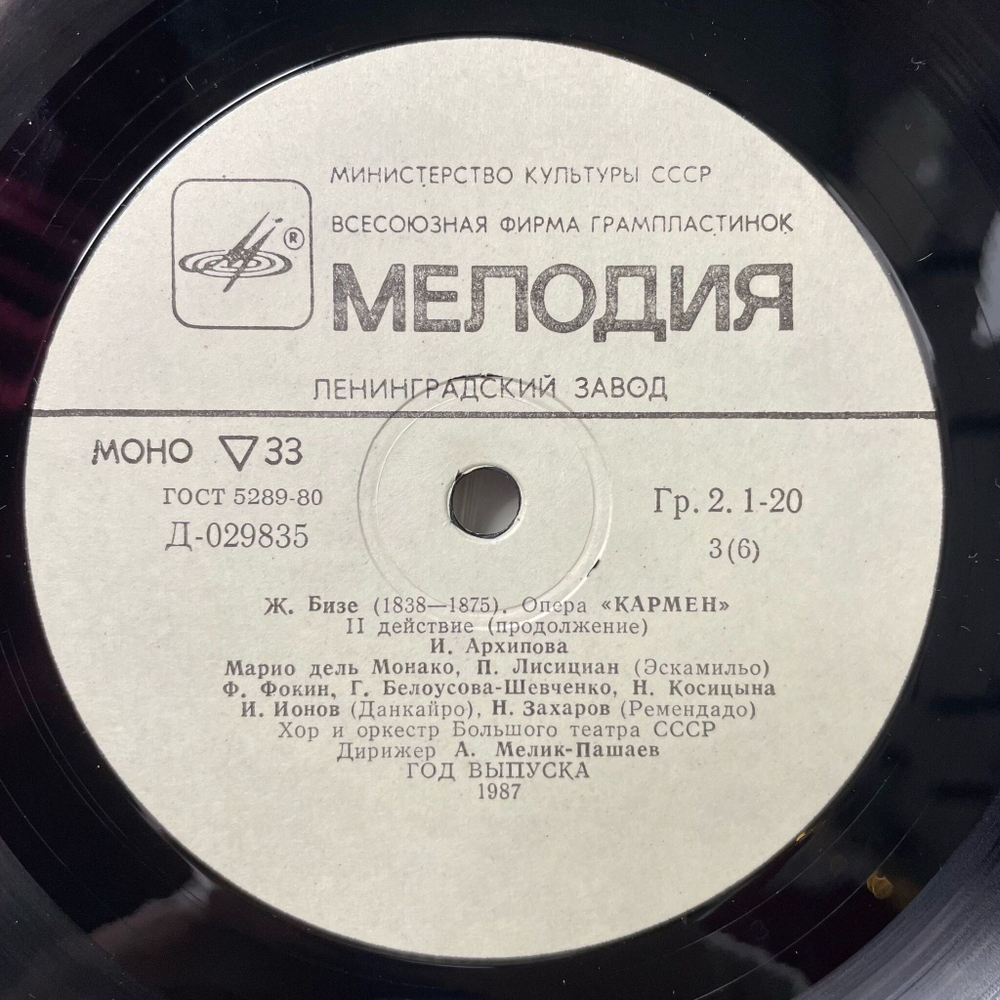 МИНИСТЕРСТВО КУЛЬТУРЫ СССР
ВСЕСОЮЗНАЯ ФИРМА ГРАМПЛАСТИНОК
®
МЕЛОДИЯ
ЛЕНИНГРАДСКИЙ ЗАВОД
МОНО ▽33
ГОСТ 5289-80
Гр. 2. 1-20
Д-029835
3(6)
Ж. Бизе (1838—1875). Опера «КАРМЕН»
II действие (продолжение)
И. Архипова
Марио дель Монако, П. Лисициан (Эскамильо)
Ф. Фокин, Г. Белоусова-Шевченко, Н. Косицына
И. Ионов (Данкайро), Н. Захаров (Ремендадо)
Хор и оркестр Большого театра СССР
Дирижер А. Мелик-Пашаев
ГОД ВЫПУСКА
1987